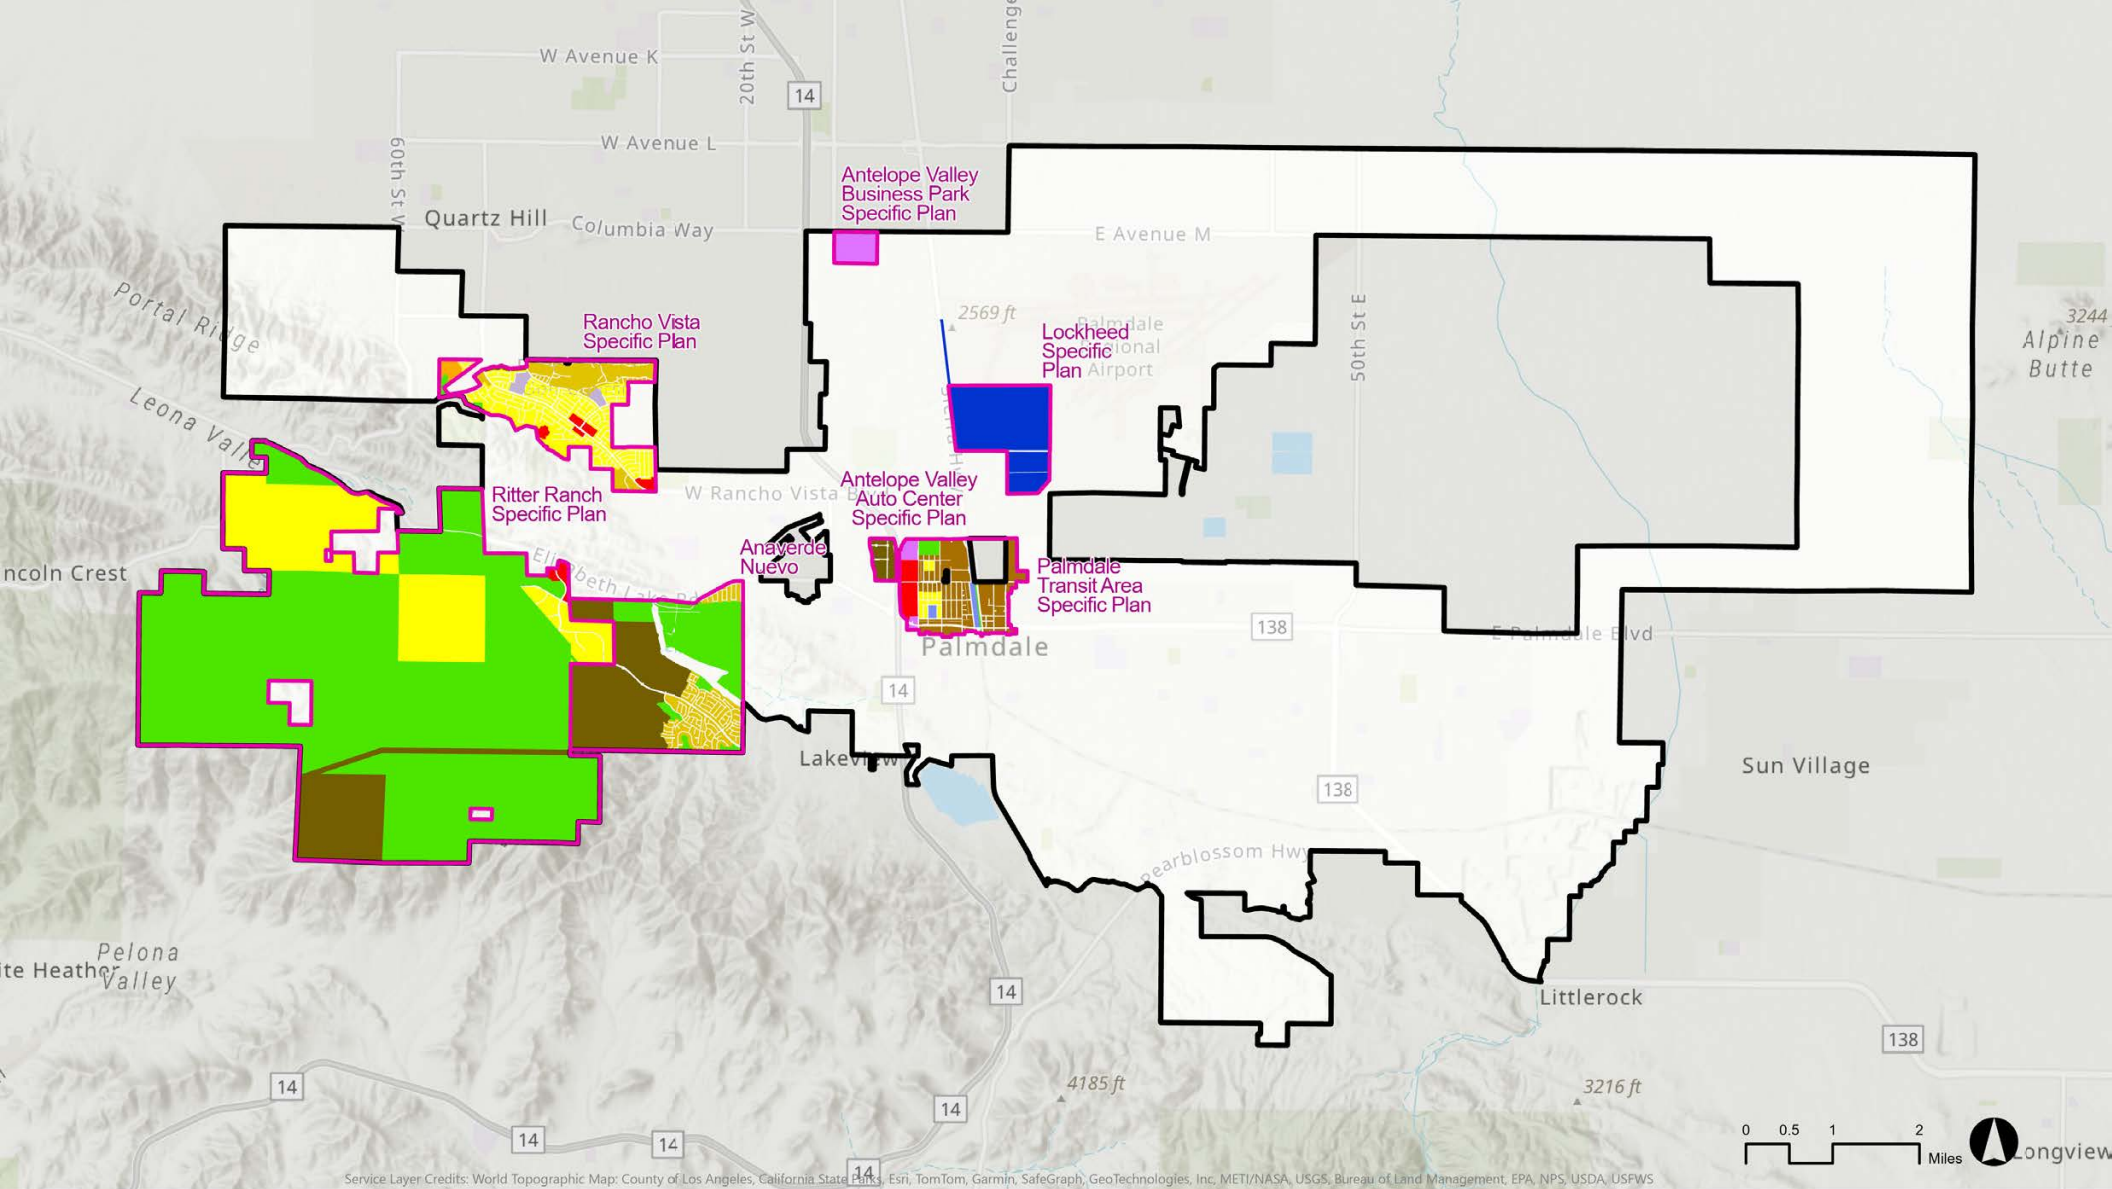 W Avenue K
20th St W
Challenge
14
W Avenue L
60th St W
Antelope Valley
Business Park
Specific Plan
Quartz Hill
Columbia Way
E Avenue M
Portal Ridge
2569 ft
50th St E
3244
Alpine
Butte
Rancho Vista
Specific Plan
Palmdale
Regional
Airport
Lockheed
Specific
Plan
Leona Valle
Ritter Ranch
Specific Plan
W Rancho Vista B
Antelope Valley
Auto Center
Specific Plan
Anaverde
Nuevo
Elizabeth Lake Rd
ncoln Crest
Palmdale
Transit Area
Specific Plan
138
E Palmdale Blvd
Palmdale
14
Lakeview
138
Sun Village
Pearblossom Hwy
Pelona
Valley
ite Heather
14
Littlerock
138
14
4185 ft
3216 ft
14
14
14
14
0 0.5 1 2
Miles
Longview
Service Layer Credits: World Topographic Map: County of Los Angeles, California State Parks, Esri, TomTom, Garmin, SafeGraph, GeoTechnologies, Inc, METI/NASA, USGS, Bureau of Land Management, EPA, NPS, USDA, USFWS